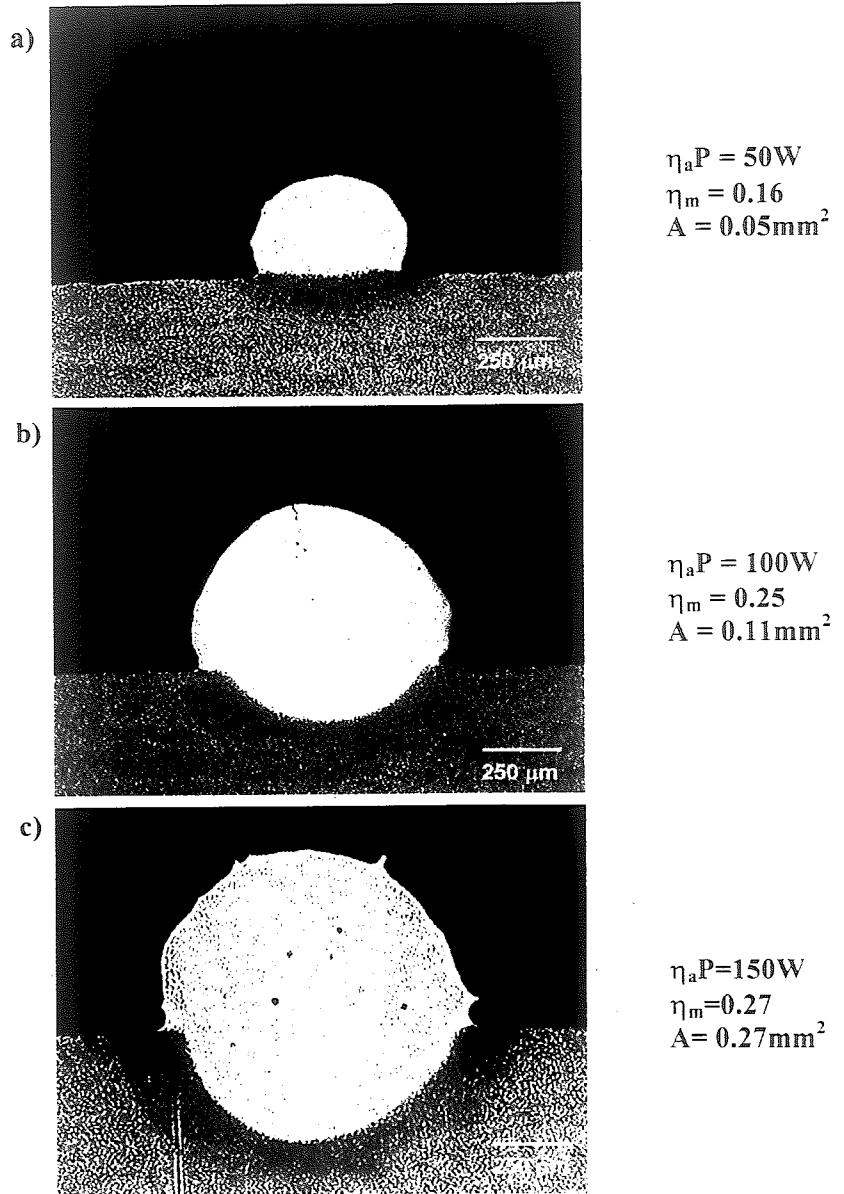 a)
ηₐP = 50W
ηₘ = 0.16
A = 0.05mm²
250 µm
b)
ηₐP = 100W
ηₘ = 0.25
A = 0.11mm²
250 µm
c)
ηₐP=150W
ηₘ=0.27
A= 0.27mm²